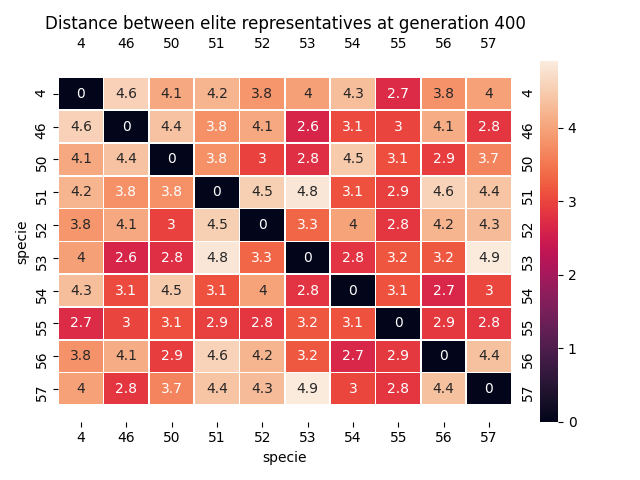 Distance between elite representatives at generation 400
4 46 50 51 52 53 54 55 56 57
4 0 4.6 4.1 4.2 3.8 4 4.3 2.7 3.8 4 4
46 4.6 0 4.4 3.8 4.1 2.6 3.1 3 4.1 2.8 46
50 4.1 4.4 0 3.8 3 2.8 4.5 3.1 2.9 3.7 50
51 4.2 3.8 3.8 0 4.5 4.8 3.1 2.9 4.6 4.4 51
52 3.8 4.1 3 4.5 0 3.3 4 2.8 4.2 4.3 52
53 4 2.6 2.8 4.8 3.3 0 2.8 3.2 3.2 4.9 53
54 4.3 3.1 4.5 3.1 4 2.8 0 3.1 2.7 3 54
55 2.7 3 3.1 2.9 2.8 3.2 3.1 0 2.9 2.8 55
56 3.8 4.1 2.9 4.6 4.2 3.2 2.7 2.9 0 4.4 56
57 4 2.8 3.7 4.4 4.3 4.9 3 2.8 4.4 0 57
4 46 50 51 52 53 54 55 56 57
specie
specie
4
3
2
1
0